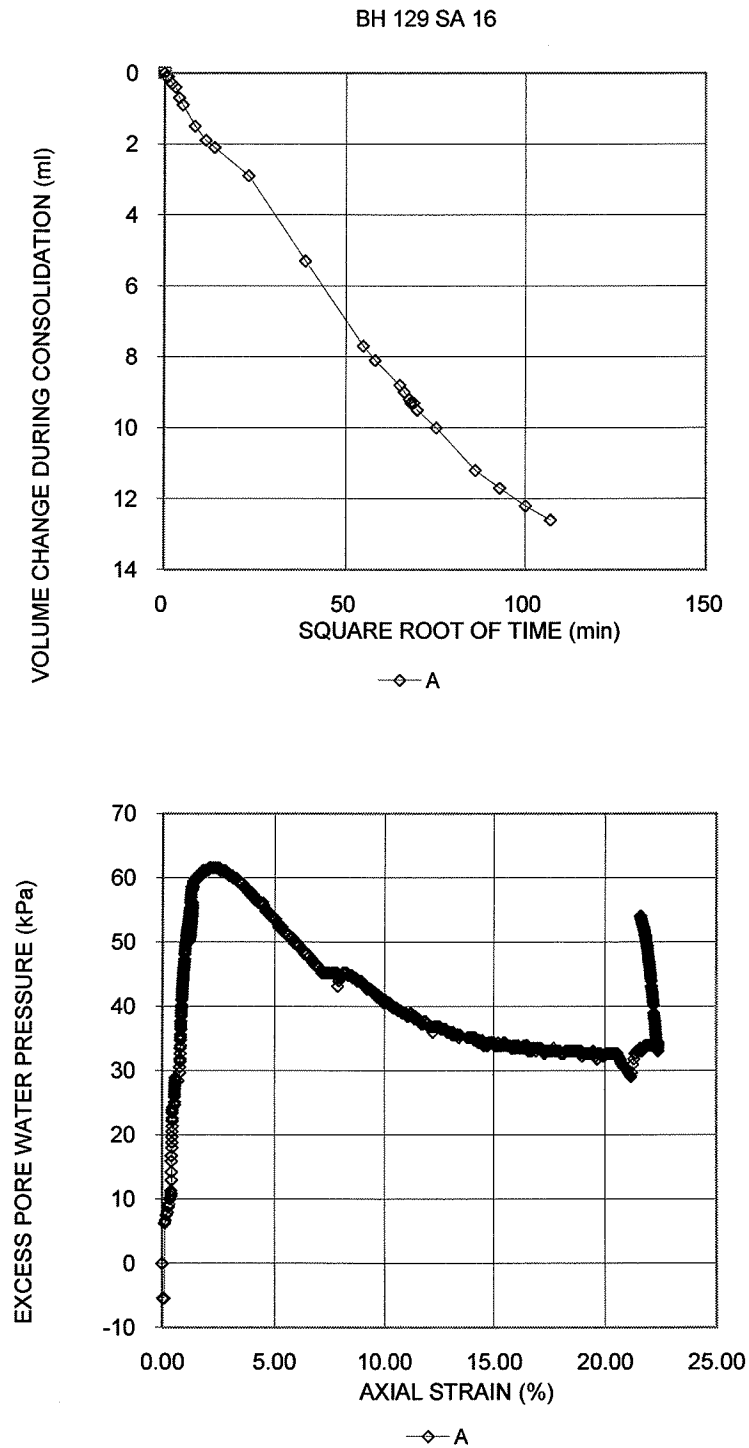 BH 129 SA 16
VOLUME CHANGE DURING CONSOLIDATION (ml)
0
2
4
6
8
10
12
14
0 50 100 150
SQUARE ROOT OF TIME (min)
A
EXCESS PORE WATER PRESSURE (kPa)
70
60
50
40
30
20
10
0
-10
0.00 5.00 10.00 15.00 20.00 25.00
AXIAL STRAIN (%)
A